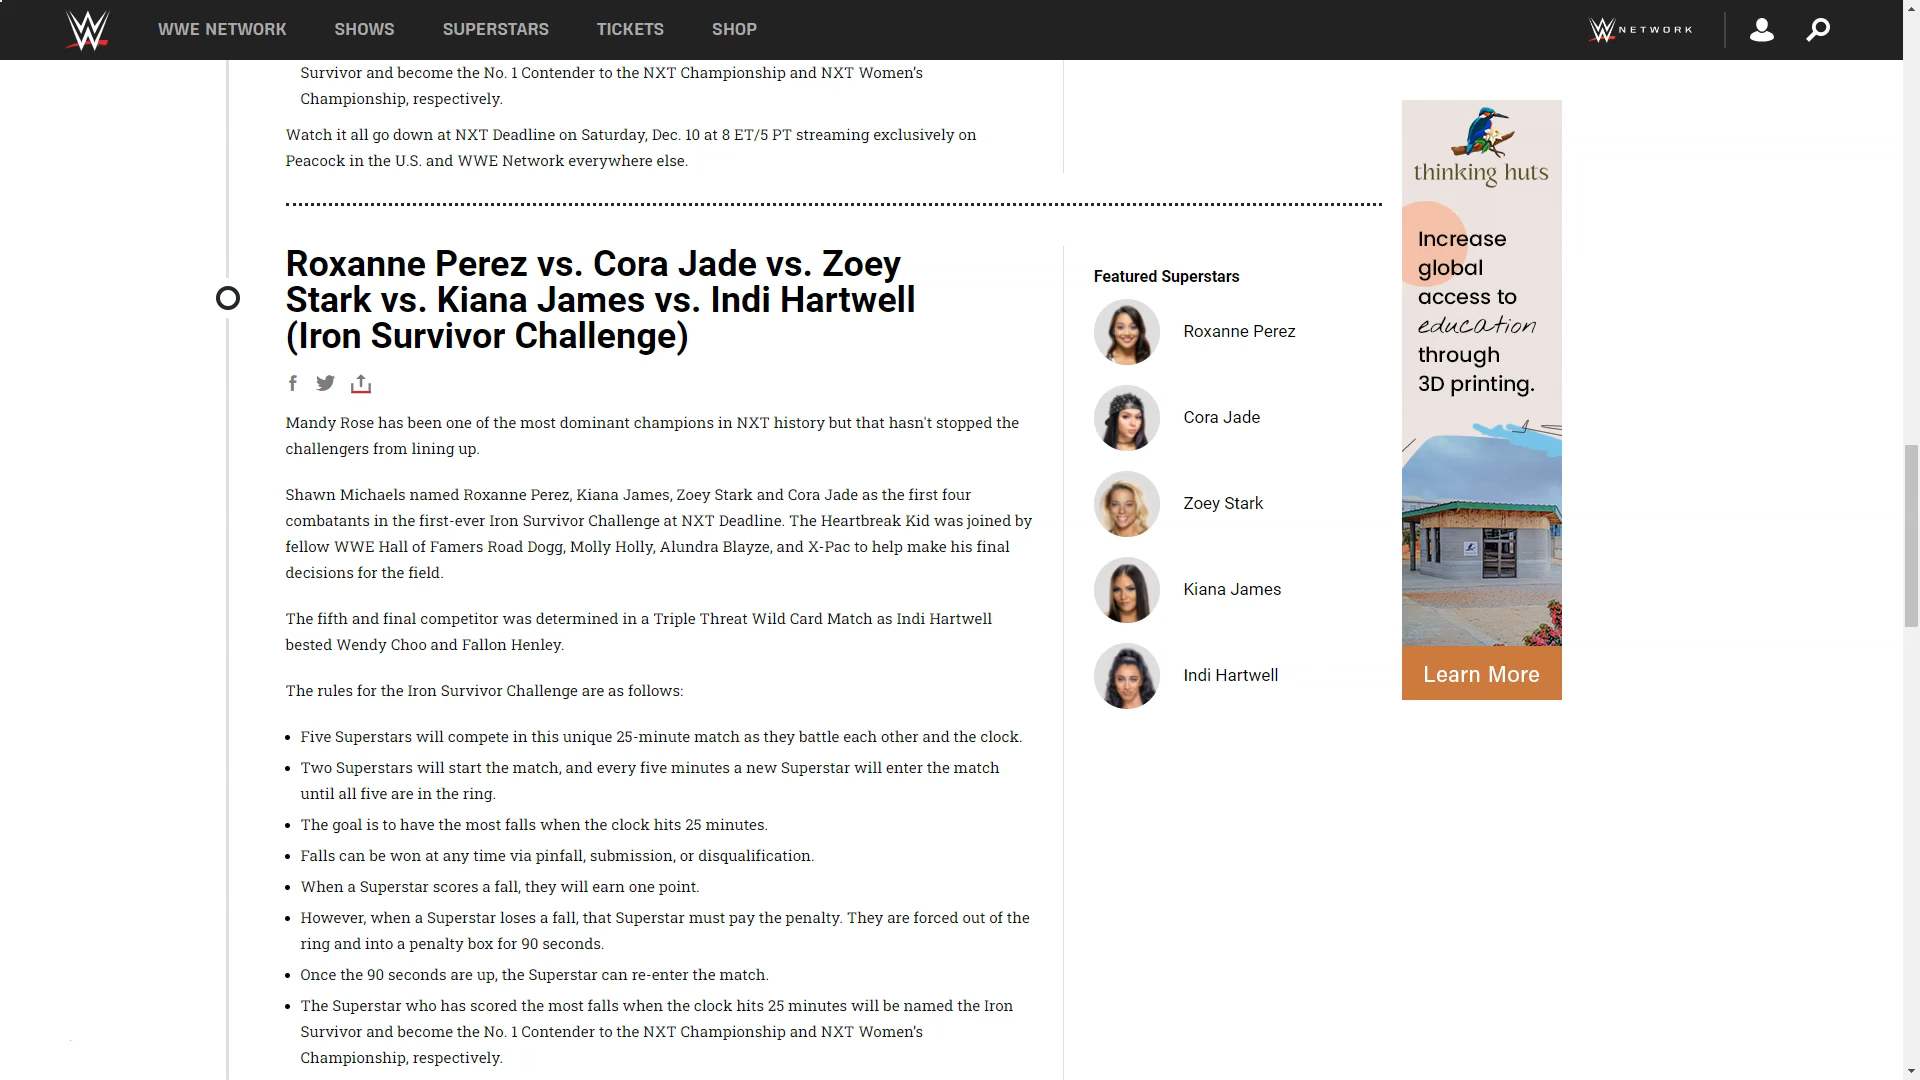 WWE NETWORK
SHOWS
SUPERSTARS
TICKETS
SHOP
NETWORK
Survivor and become the No. 1 Contender to the NXT Championship and NXT Women’s
Championship, respectively.
Watch it all go down at NXT Deadline on Saturday, Dec. 10 at 8 ET/5 PT streaming exclusively on
Peacock in the U.S. and WWE Network everywhere else.
Roxanne Perez vs. Cora Jade vs. Zoey
Stark vs. Kiana James vs. Indi Hartwell
(Iron Survivor Challenge)
Mandy Rose has been one of the most dominant champions in NXT history but that hasn't stopped the
challengers from lining up.
Shawn Michaels named Roxanne Perez, Kiana James, Zoey Stark and Cora Jade as the first four
combatants in the first-ever Iron Survivor Challenge at NXT Deadline. The Heartbreak Kid was joined by
fellow WWE Hall of Famers Road Dogg, Molly Holly, Alundra Blayze, and X-Pac to help make his final
decisions for the field.
The fifth and final competitor was determined in a Triple Threat Wild Card Match as Indi Hartwell
bested Wendy Choo and Fallon Henley.
The rules for the Iron Survivor Challenge are as follows:
• Five Superstars will compete in this unique 25-minute match as they battle each other and the clock.
• Two Superstars will start the match, and every five minutes a new Superstar will enter the match
until all five are in the ring.
• The goal is to have the most falls when the clock hits 25 minutes.
• Falls can be won at any time via pinfall, submission, or disqualification.
• When a Superstar scores a fall, they will earn one point.
• However, when a Superstar loses a fall, that Superstar must pay the penalty. They are forced out of the
ring and into a penalty box for 90 seconds.
• Once the 90 seconds are up, the Superstar can re-enter the match.
• The Superstar who has scored the most falls when the clock hits 25 minutes will be named the Iron
Survivor and become the No. 1 Contender to the NXT Championship and NXT Women’s
Championship, respectively.
Featured Superstars
Roxanne Perez
Cora Jade
Zoey Stark
Kiana James
Indi Hartwell
thinking huts
Increase
global
access to
education
through
3D printing.
Learn More